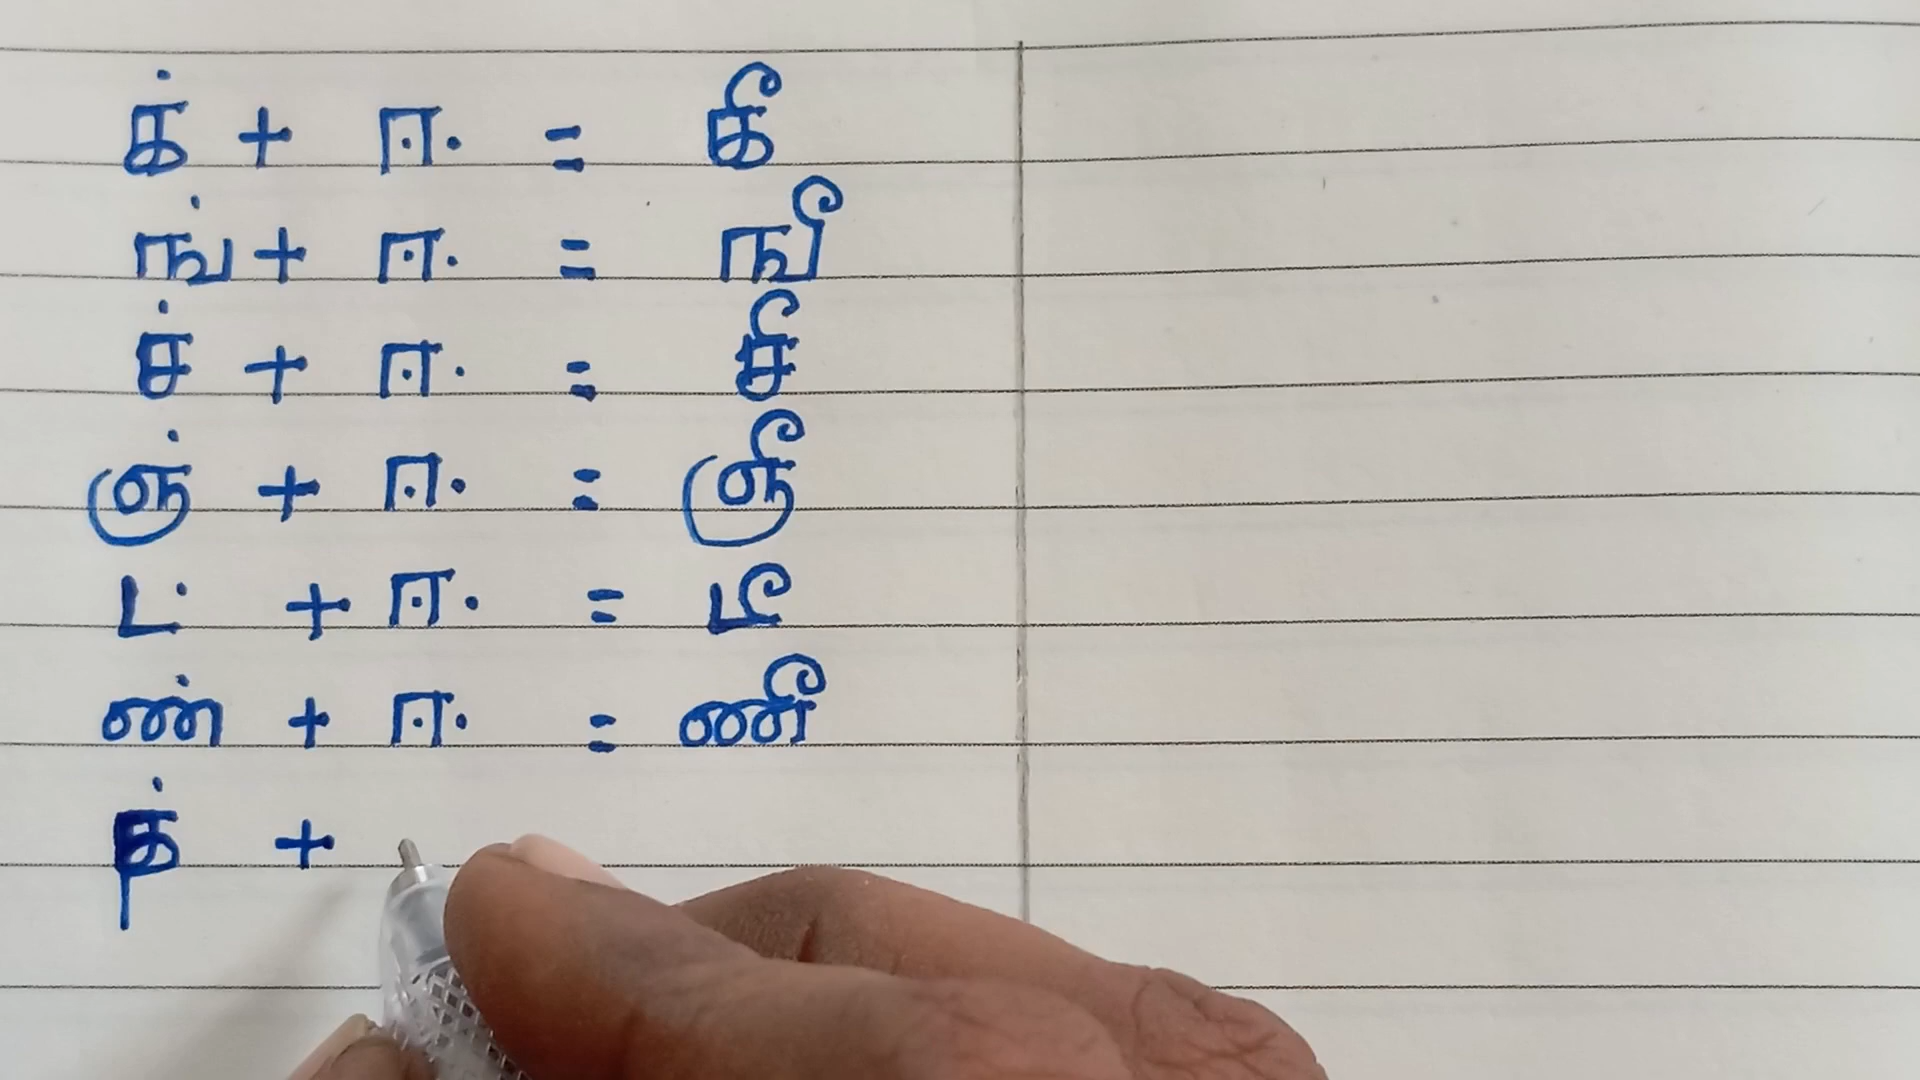 க் + ஈ = கீ
ங் + ஈ = ஙீ
ச் + ஈ = சீ
ஞ் + ஈ = ஞீ
ட் + ஈ = டீ
ண் + ஈ = ணீ
த் +